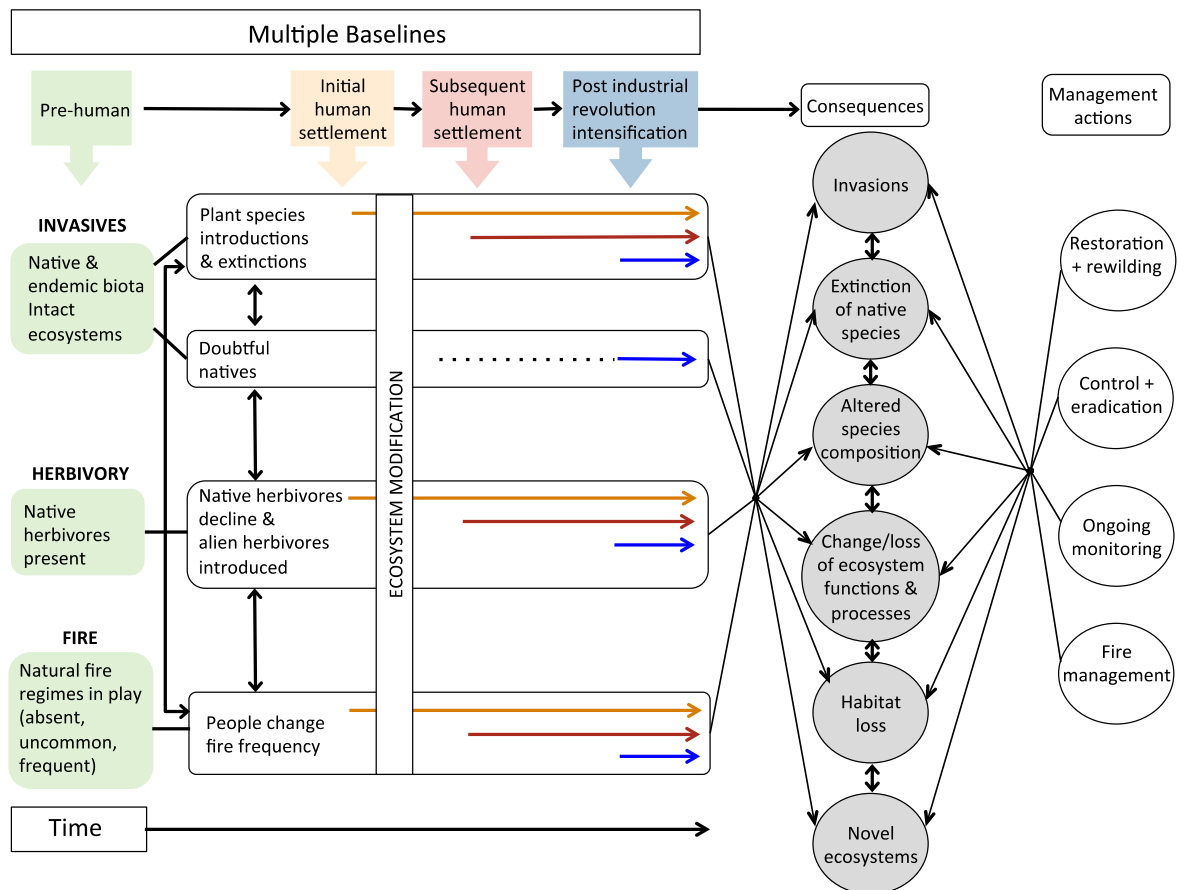 Multiple Baselines
Pre-human
Initial
human
settlement
Subsequent
human
settlement
Post industrial
revolution
intensification
Consequences
Management
actions
INVASIVES
Native &
endemic biota
Intact
ecosystems
Plant species
introductions
& extinctions
Doubtful
natives
HERBIVORY
Native
herbivores
present
Native herbivores
decline &
alien herbivores
introduced
FIRE
Natural fire
regimes in play
(absent,
uncommon,
frequent)
People change
fire frequency
ECOSYSTEM MODIFICATION
Time
Invasions
Extinction
of native
species
Altered
species
composition
Change/loss
of ecosystem
functions &
processes
Habitat
loss
Novel
ecosystems
Restoration
+ rewilding
Control +
eradication
Ongoing
monitoring
Fire
management